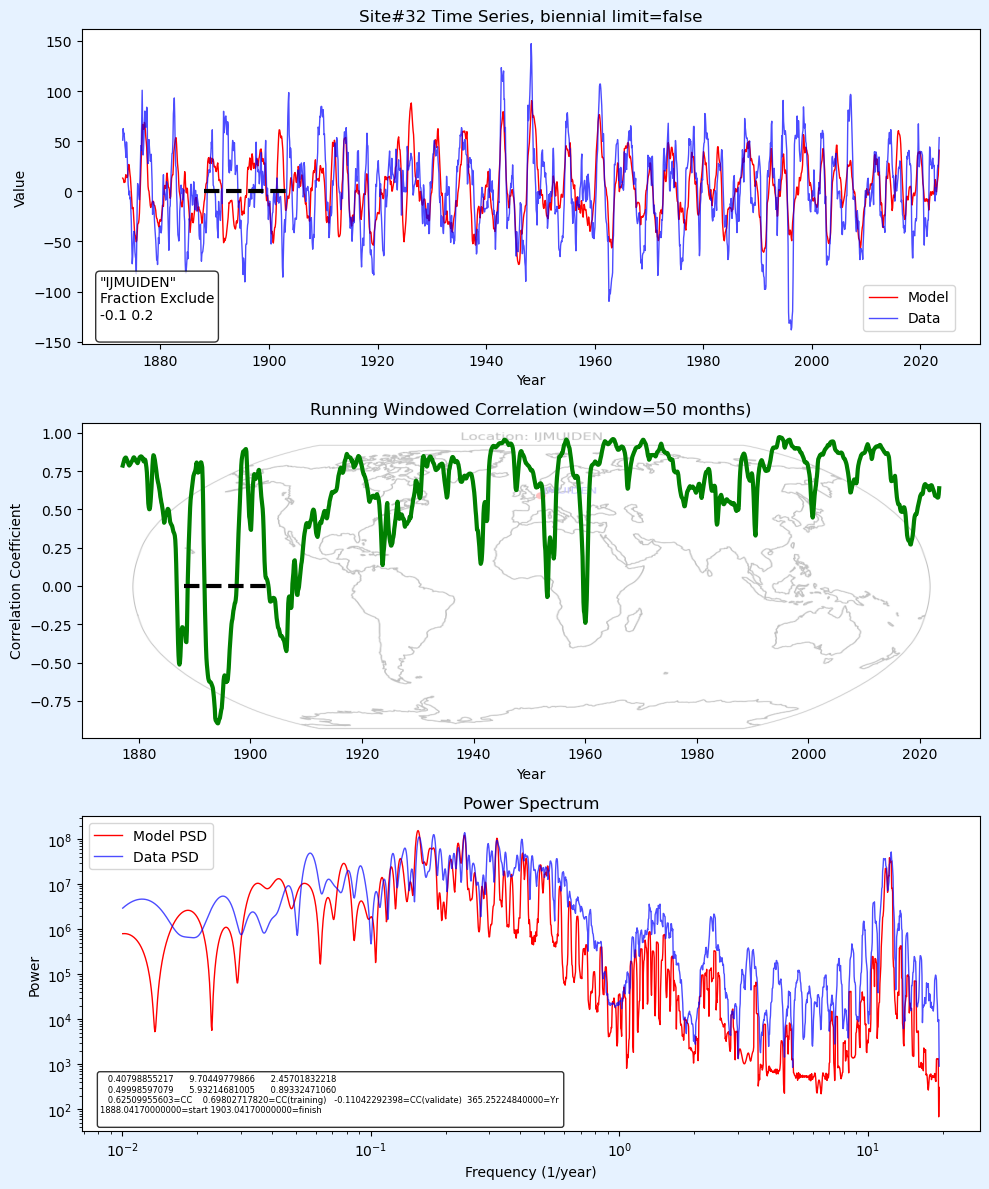 Site#32 Time Series, biennial limit=false
150
100
50
0
−50
−100
−150
Value
"IJMUIDEN"
Fraction Exclude
-0.1 0.2
Model
Data
1880 1900 1920 1940 1960 1980 2000 2020
Year
Running Windowed Correlation (window=50 months)
Location: IJMUIDEN
1.00
0.75
0.50
0.25
0.00
−0.25
−0.50
−0.75
Correlation Coefficient
1880 1900 1920 1940 1960 1980 2000 2020
Year
Power Spectrum
Model PSD
Data PSD
10⁸
10⁷
10⁶
10⁵
10⁴
10³
10²
Power
0.40798855217 9.70449779866 2.45701832218
0.49998597079 5.93214681005 0.89332471060
0.62509955603=CC 0.69802717820=CC(training) -0.11042292398=CC(validate) 365.25224840000=Yr
1888.04170000000=start 1903.04170000000=finish
10⁻² 10⁻¹ 10⁰ 10¹
Frequency (1/year)